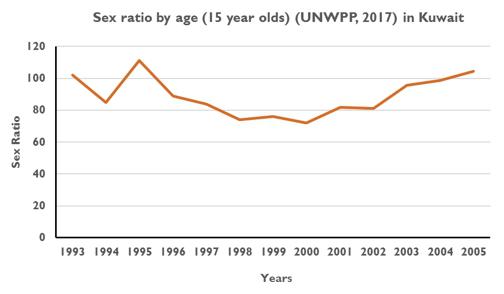 Sex ratio by age (15 year olds) (UNWPP, 2017) in Kuwait
120
100
80
60
40
20
0
Sex Ratio
1993 1994 1995 1996 1997 1998 1999 2000 2001 2002 2003 2004 2005
Years